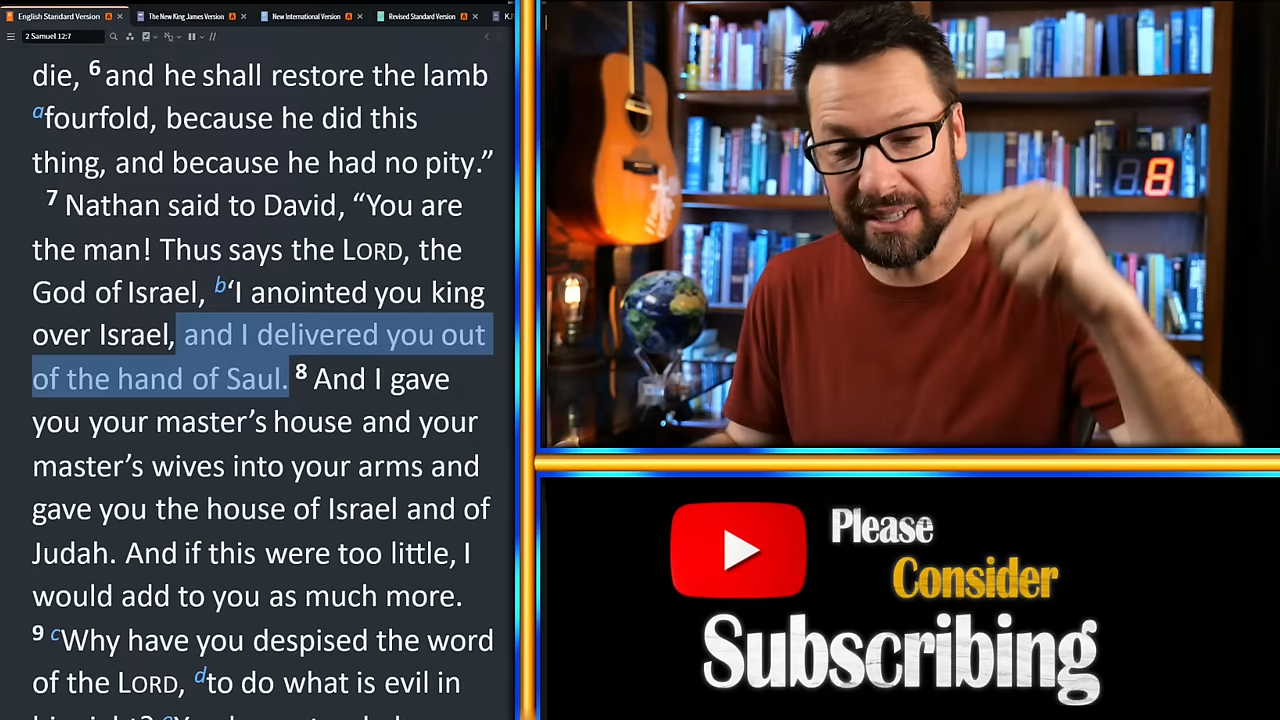 English Standard Version A ×
The New King James Version A ×
New International Version A ×
Revised Standard Version A ×
2 Samuel 12:7
die, 6 and he shall restore the lamb
a fourfold, because he did this
thing, and because he had no pity.”
7 Nathan said to David, “You are
the man! Thus says the LORD, the
God of Israel, b ‘I anointed you king
over Israel, and I delivered you out
of the hand of Saul. 8 And I gave
you your master’s house and your
master’s wives into your arms and
gave you the house of Israel and of
Judah. And if this were too little, I
would add to you as much more.
9 c Why have you despised the word
of the LORD, d to do what is evil in
8
Please
Consider
Subscribing